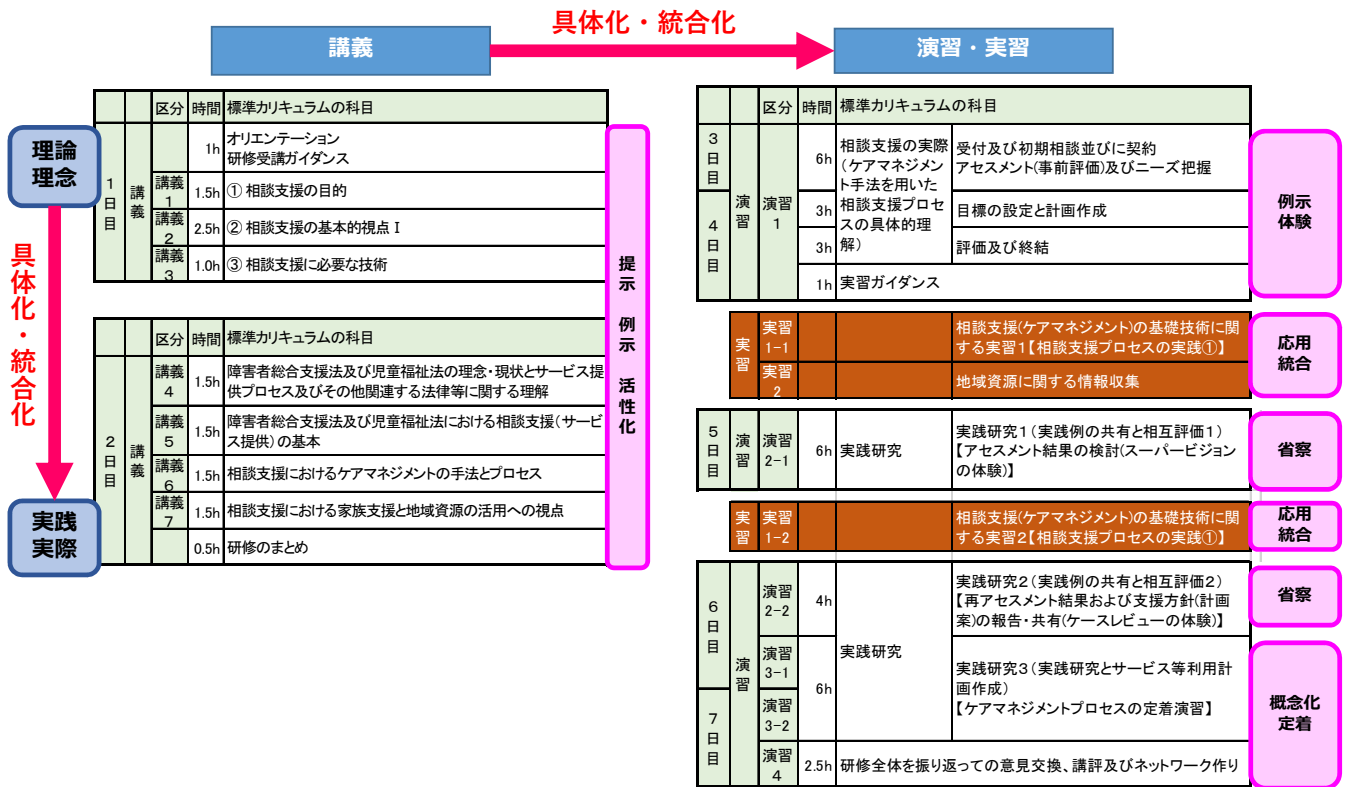 具体化・統合化
講義
演習・実習
理論
理念
具体化・統合化
実践
実際
区分 時間 標準カリキュラムの科目
1日目 講義
1h オリエンテーション
研修受講ガイダンス
講義1 1.5h ① 相談支援の目的
講義2 2.5h ② 相談支援の基本的視点Ⅰ
講義3 1.0h ③ 相談支援に必要な技術
区分 時間 標準カリキュラムの科目
2日目 講義
講義4 1.5h 障害者総合支援法及び児童福祉法の理念・現状とサービス提
供プロセス及びその他関連する法律等に関する理解
講義5 1.5h 障害者総合支援法及び児童福祉法における相談支援(サービ
ス提供)の基本
講義6 1.5h 相談支援におけるケアマネジメントの手法とプロセス
講義7 1.5h 相談支援における家族支援と地域資源の活用への視点
0.5h 研修のまとめ
提示 例示 活性化
区分 時間 標準カリキュラムの科目
3日目
4日目
演習
演習1
相談支援の実際
(ケアマネジメン
ト手法を用いた
相談支援プロセ
スの具体的理
解)
6h 受付及び初期相談並びに契約
アセスメント(事前評価)及びニーズ把握
3h 目標の設定と計画作成
3h 評価及び終結
1h 実習ガイダンス
例示
体験
実習
実習1-1 相談支援(ケアマネジメント)の基礎技術に関
する実習1【相談支援プロセスの実践①】
実習2 地域資源に関する情報収集
応用
統合
5日目 演習 演習2-1 6h 実践研究
実践研究1(実践例の共有と相互評価1)
【アセスメント結果の検討(スーパービジョン
の体験)】
省察
実習 実習1-2 相談支援(ケアマネジメント)の基礎技術に関
する実習2【相談支援プロセスの実践①】
応用
統合
6日目
7日目
演習
演習2-2 4h
実践研究
実践研究2(実践例の共有と相互評価2)
【再アセスメント結果および支援方針(計画
案)の報告・共有(ケースレビューの体験)】
省察
演習3-1
演習3-2
6h
実践研究3(実践研究とサービス等利用計
画作成)
【ケアマネジメントプロセスの定着演習】
演習4 2.5h 研修全体を振り返っての意見交換、講評及びネットワーク作り
概念化
定着